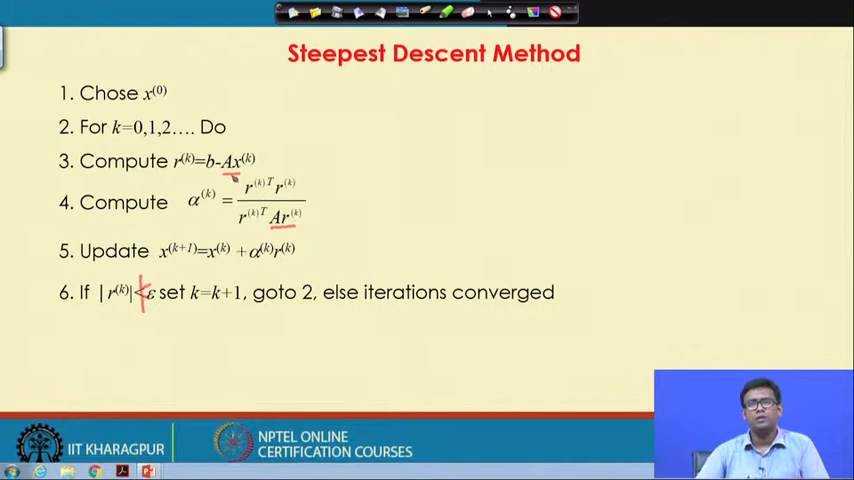 Steepest Descent Method
1. Chose x(0)
2. For k=0,1,2…. Do
3. Compute r(k)=b-Ax(k)
4. Compute α(k) = r(k)T r(k) / r(k)T Ar(k)
5. Update x(k+1)=x(k) +α(k)r(k)
6. If |r(k)|<ε set k=k+1, goto 2, else iterations converged
IIT KHARAGPUR
NPTEL ONLINE
CERTIFICATION COURSES